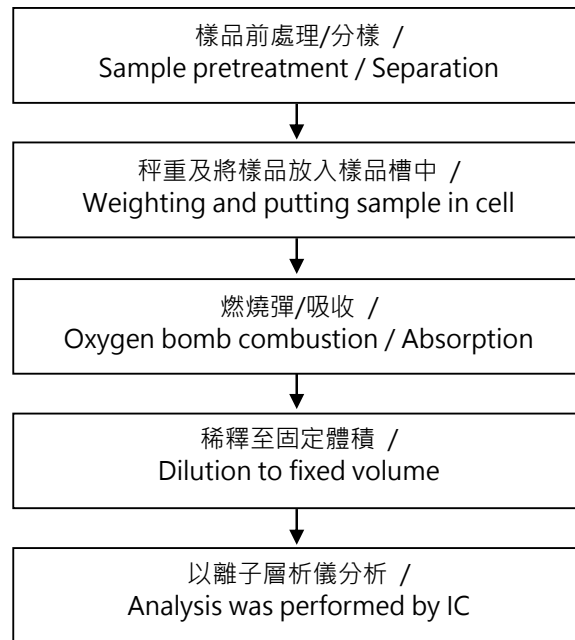 樣品前處理/分樣 /
Sample pretreatment / Separation
秤重及將樣品放入樣品槽中 /
Weighting and putting sample in cell
燃燒彈/吸收 /
Oxygen bomb combustion / Absorption
稀釋至固定體積 /
Dilution to fixed volume
以離子層析儀分析 /
Analysis was performed by IC